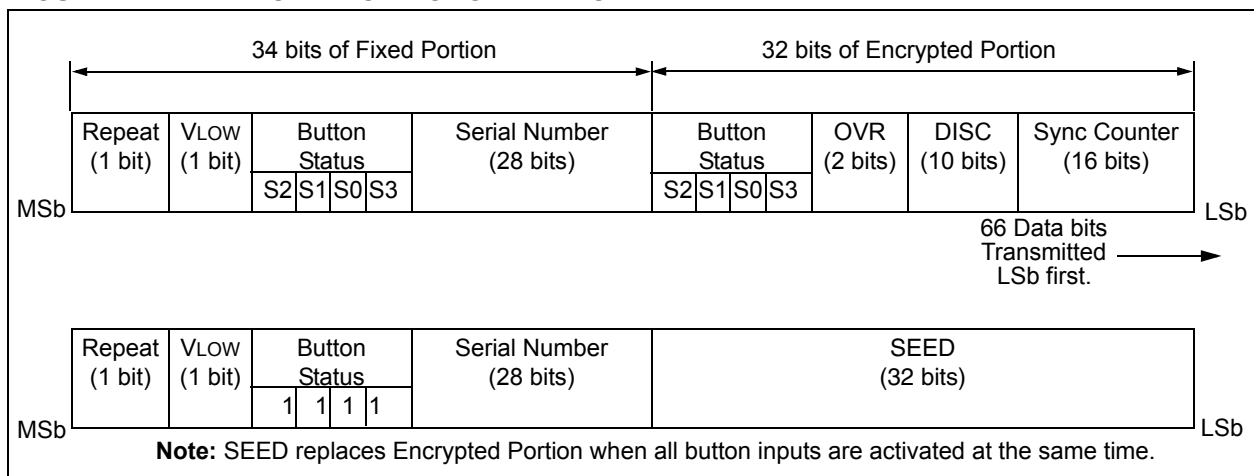 34 bits of Fixed Portion 32 bits of Encrypted Portion
Repeat VLOW Button Serial Number Button OVR DISC Sync Counter
(1 bit) (1 bit) Status (28 bits) Status (2 bits) (10 bits) (16 bits)
S2 S1 S0 S3 S2 S1 S0 S3
MSb LSb
66 Data bits
Transmitted
LSb first.
Repeat VLOW Button Serial Number SEED
(1 bit) (1 bit) Status (28 bits) (32 bits)
1 1 1 1
MSb LSb
Note: SEED replaces Encrypted Portion when all button inputs are activated at the same time.